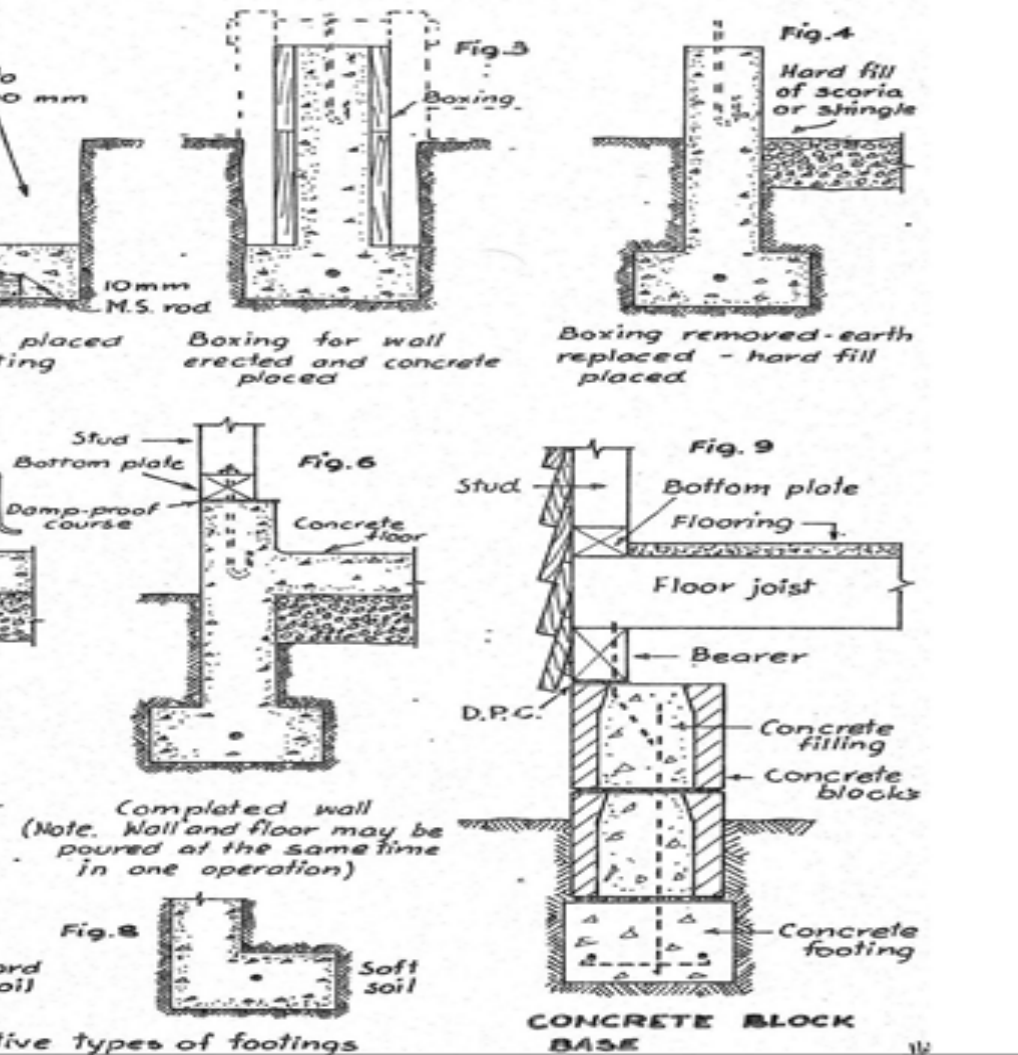 0 mm
10mm
M.S. rod
placed
Fig.3
Boxing
Boxing for wall
erected and concrete
placed
Fig.4
Hard fill
of scoria
or shingle
Boxing removed-earth
replaced - hard fill
placed
Stud
Bottom plate
Damp-proof
course
Fig.6
Concrete
floor
Completed wall
(Note. Wall and floor may be
poured at the same time
in one operation)
Fig. 9
Stud
Bottom plate
Flooring
Floor joist
Bearer
D.P.C.
Concrete
filling
Concrete
blocks
Concrete
footing
CONCRETE BLOCK
BASE
Fig.8
Soft
soil
types of footings